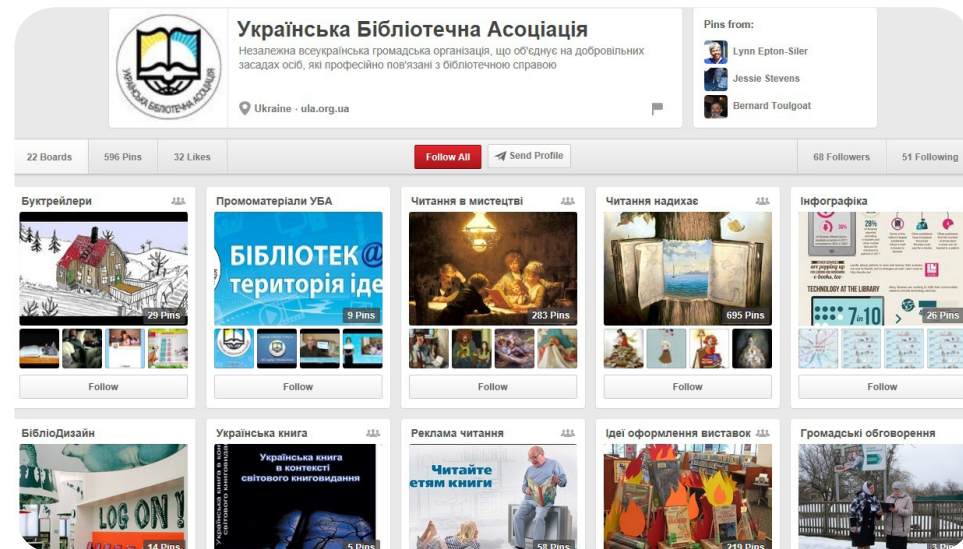 Українська Бібліотечна Асоціація
Незалежна всеукраїнська громадська організація, що об'єднує на добровільних
засадах осіб, які професійно пов'язані з бібліотечною справою
Ukraine · ula.org.ua
УКРАЇНСЬКА БІБЛІОТЕЧНА АСОЦІАЦІЯ
Pins from:
Lynn Epton-Siler
Jessie Stevens
Bernard Toulgoat
22 Boards
596 Pins
32 Likes
Follow All
Send Profile
68 Followers
51 Following
Буктрейлери
29 Pins
Follow
Промоматеріали УБА
БІБЛІОТЕК@
територія іде
9 Pins
Follow
Читання в мистецтві
283 Pins
Follow
Читання надихає
695 Pins
Follow
Інфографіка
28%
TECHNOLOGY AT THE LIBRARY
7 in 10
26 Pins
Follow
БібліоДизайн
LOG ON!
14 Pins
Українська книга
Українська книга
в контексті
світового книговидання
5 Pins
Реклама читання
Читайте
етям книги
58 Pins
Ідеї оформлення виставок
219 Pins
Громадські обговорення
3 Pins